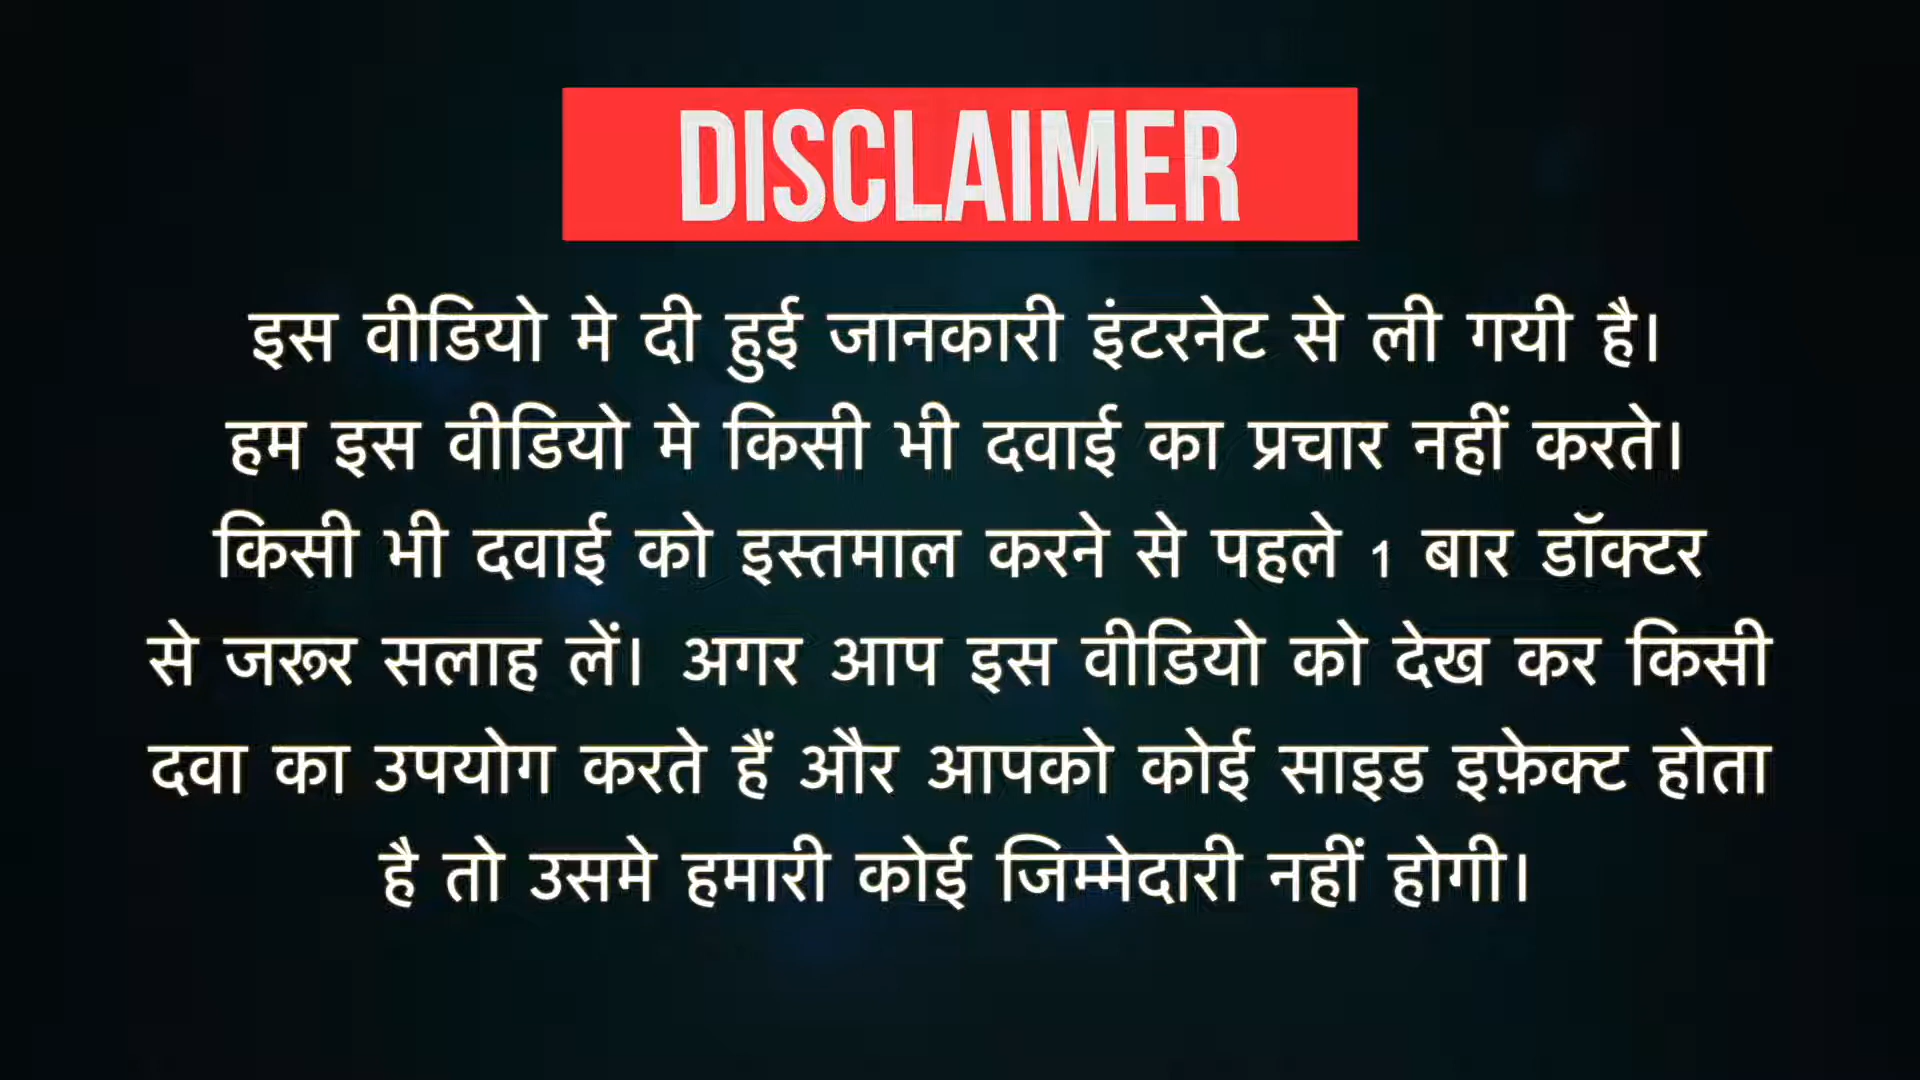 DISCLAIMER
इस वीडियो मे दी हुई जानकारी इंटरनेट से ली गयी है।
हम इस वीडियो मे किसी भी दवाई का प्रचार नहीं करते।
किसी भी दवाई को इस्तमाल करने से पहले 1 बार डॉक्टर
से जरूर सलाह लें। अगर आप इस वीडियो को देख कर किसी
दवा का उपयोग करते हैं और आपको कोई साइड इफ़ेक्ट होता
है तो उसमे हमारी कोई जिम्मेदारी नहीं होगी।